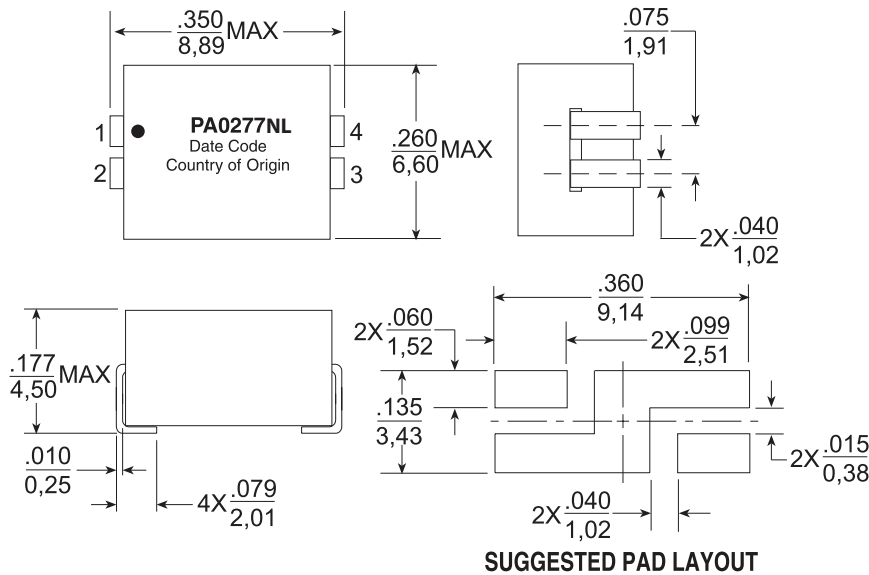 .350
8,89 MAX
.075
1,91
1
PA0277NL
4
Date Code
2
Country of Origin
3
.260
6,60 MAX
2X .040
1,02
.177
4,50 MAX
.010
0,25
4X .079
2,01
.360
9,14
2X .060
1,52
2X .099
2,51
.135
3,43
2X .015
0,38
2X .040
1,02
SUGGESTED PAD LAYOUT